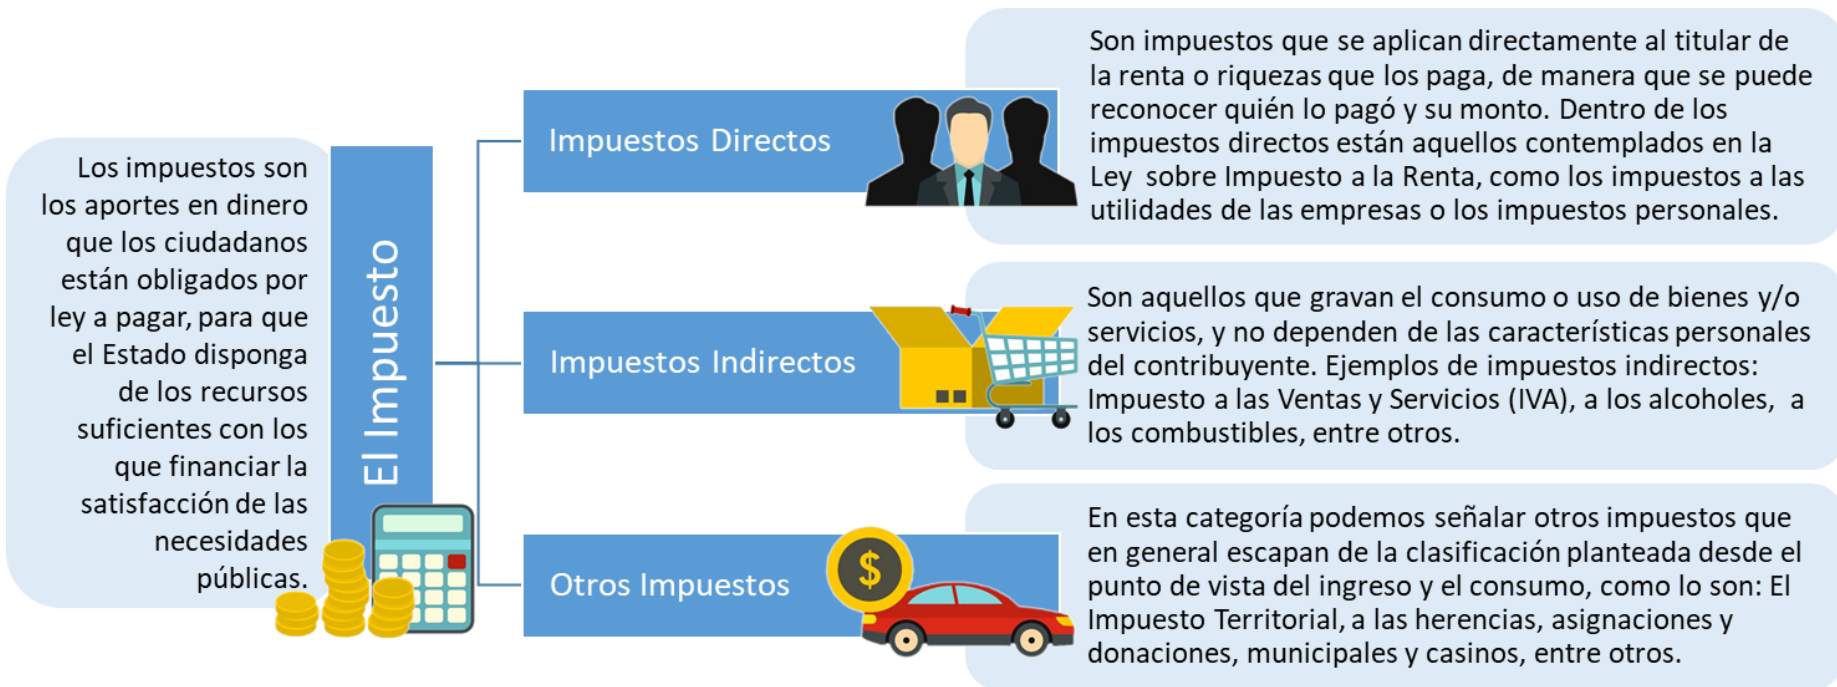 Los impuestos son
los aportes en dinero
que los ciudadanos
están obligados por
ley a pagar, para que
el Estado disponga
de los recursos
suficientes con los
que financiar la
satisfacción de las
necesidades
públicas.
El Impuesto
Impuestos Directos
Son impuestos que se aplican directamente al titular de
la renta o riquezas que los paga, de manera que se puede
reconocer quién lo pagó y su monto. Dentro de los
impuestos directos están aquellos contemplados en la
Ley sobre Impuesto a la Renta, como los impuestos a las
utilidades de las empresas o los impuestos personales.
Impuestos Indirectos
Son aquellos que gravan el consumo o uso de bienes y/o
servicios, y no dependen de las características personales
del contribuyente. Ejemplos de impuestos indirectos:
Impuesto a las Ventas y Servicios (IVA), a los alcoholes, a
los combustibles, entre otros.
Otros Impuestos
$
En esta categoría podemos señalar otros impuestos que
en general escapan de la clasificación planteada desde el
punto de vista del ingreso y el consumo, como lo son: El
Impuesto Territorial, a las herencias, asignaciones y
donaciones, municipales y casinos, entre otros.